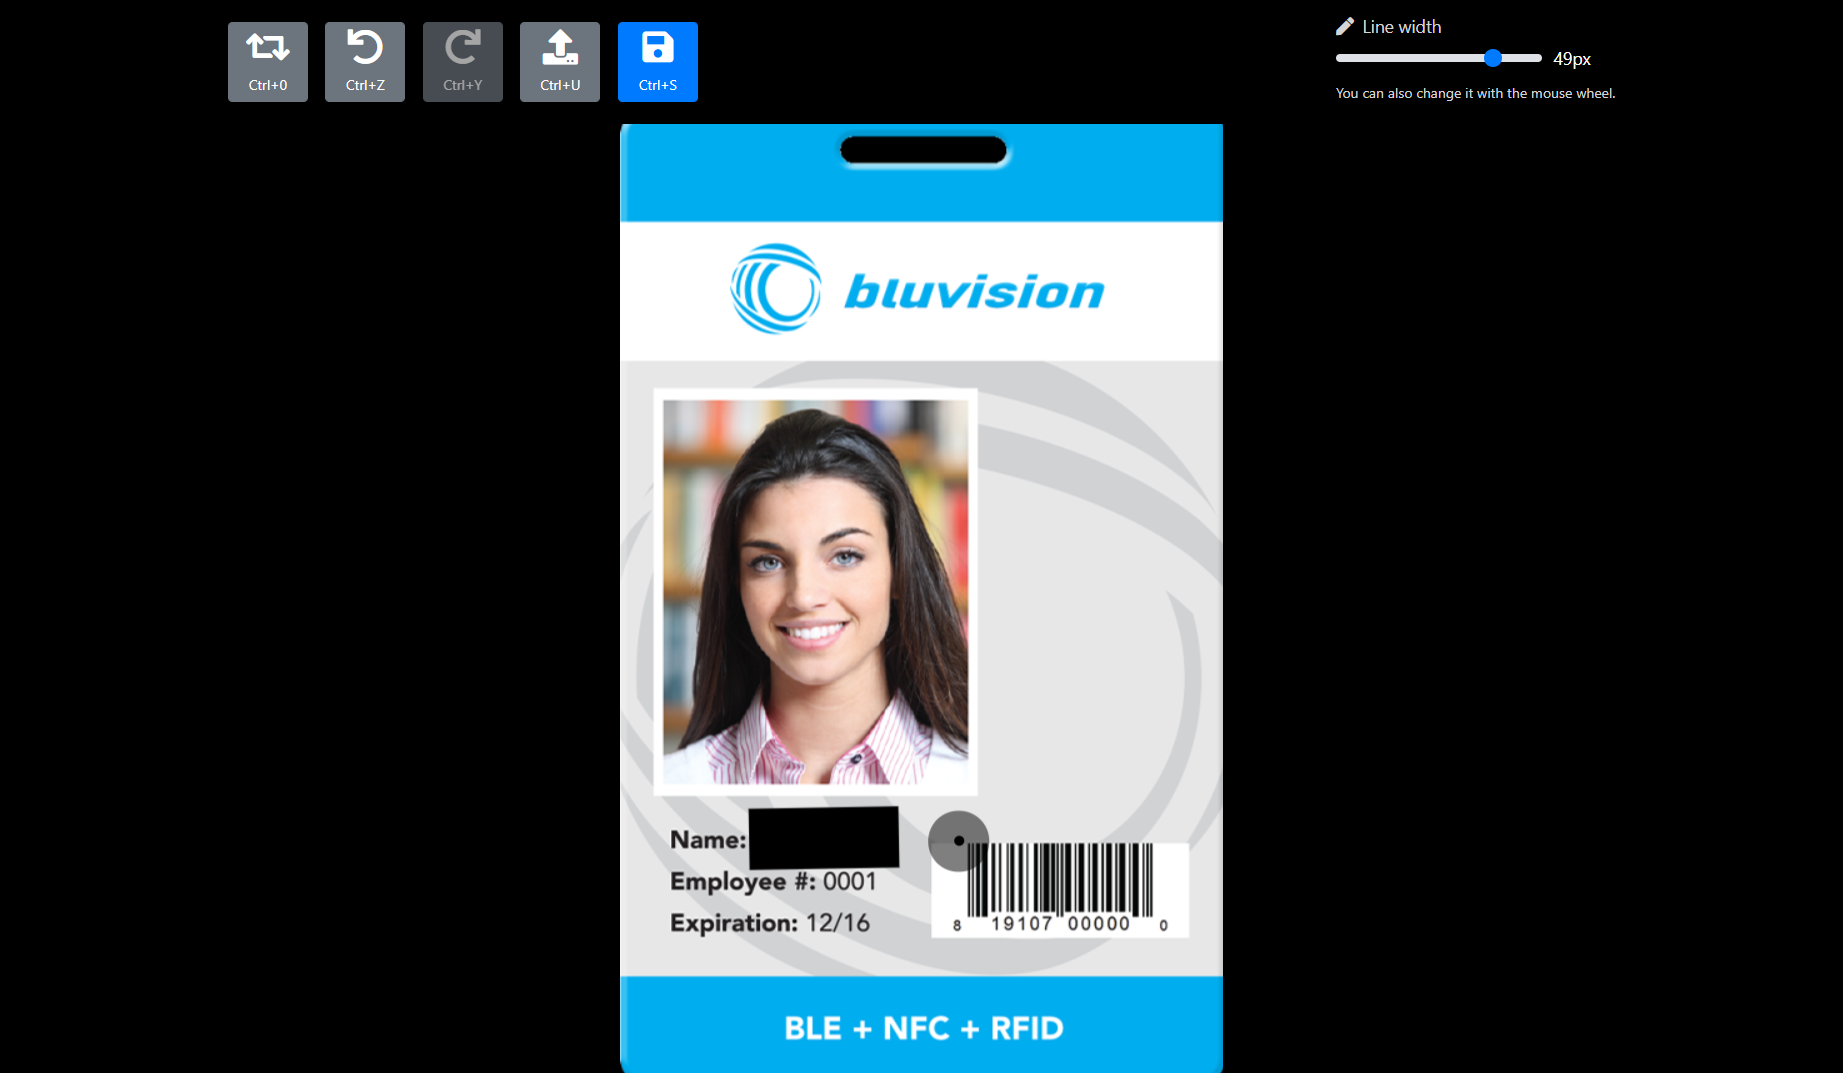 Ctrl+0 Ctrl+Z Ctrl+Y Ctrl+U Ctrl+S
Line width
49px
You can also change it with the mouse wheel.
bluvision
Name:
Employee #: 0001
Expiration: 12/16
8 19107 00000 0
BLE + NFC + RFID